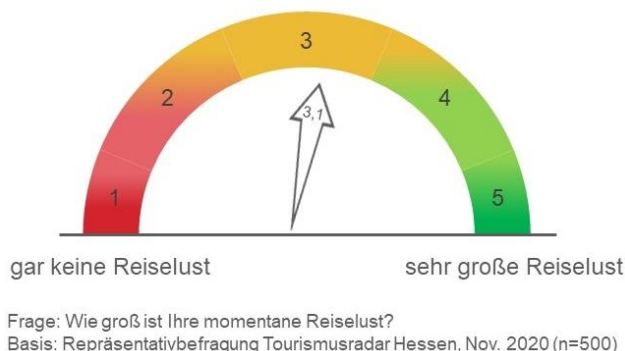 3
2
4
3,1
1
5
gar keine Reiselust
sehr große Reiselust
Frage: Wie groß ist Ihre momentane Reiselust?
Basis: Repräsentativbefragung Tourismusradar Hessen, Nov. 2020 (n=500)